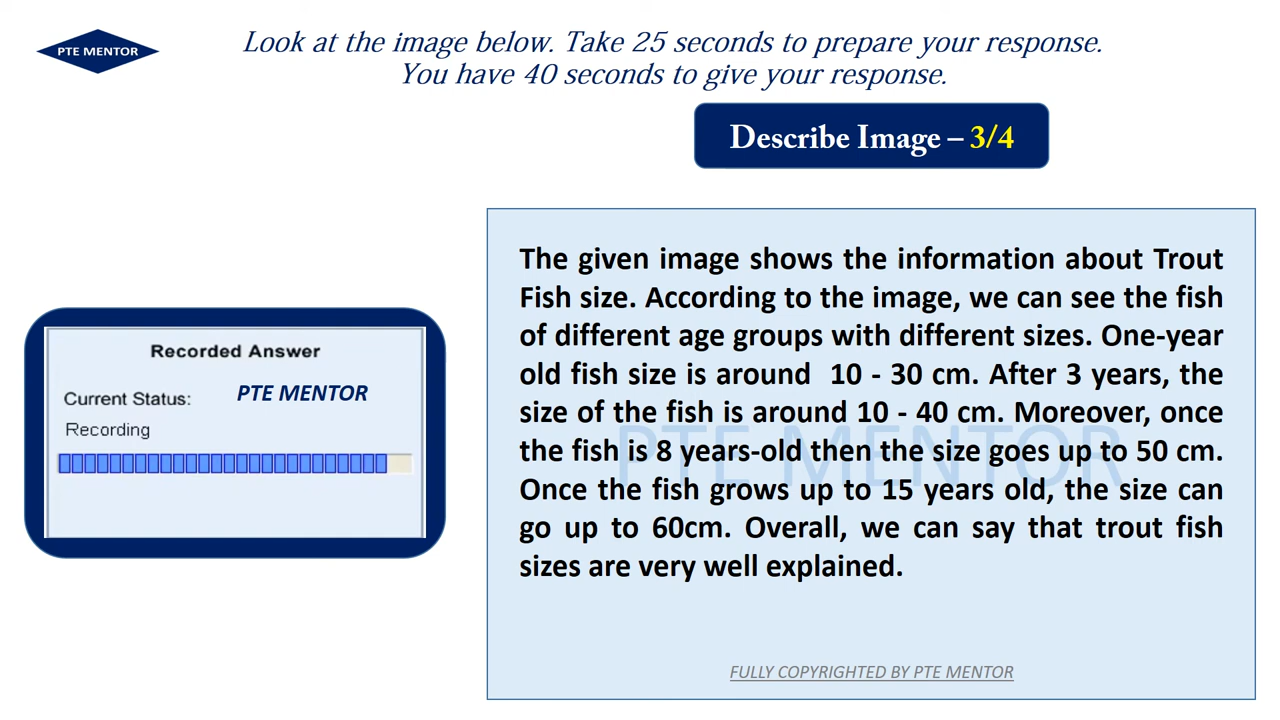 PTE MENTOR
Look at the image below. Take 25 seconds to prepare your response.
You have 40 seconds to give your response.
Describe Image – 3/4
Recorded Answer
Current Status: PTE MENTOR
Recording
The given image shows the information about Trout
Fish size. According to the image, we can see the fish
of different age groups with different sizes. One-year
old fish size is around 10 - 30 cm. After 3 years, the
size of the fish is around 10 - 40 cm. Moreover, once
the fish is 8 years-old then the size goes up to 50 cm.
Once the fish grows up to 15 years old, the size can
go up to 60cm. Overall, we can say that trout fish
sizes are very well explained.
PTE MENTOR
FULLY COPYRIGHTED BY PTE MENTOR